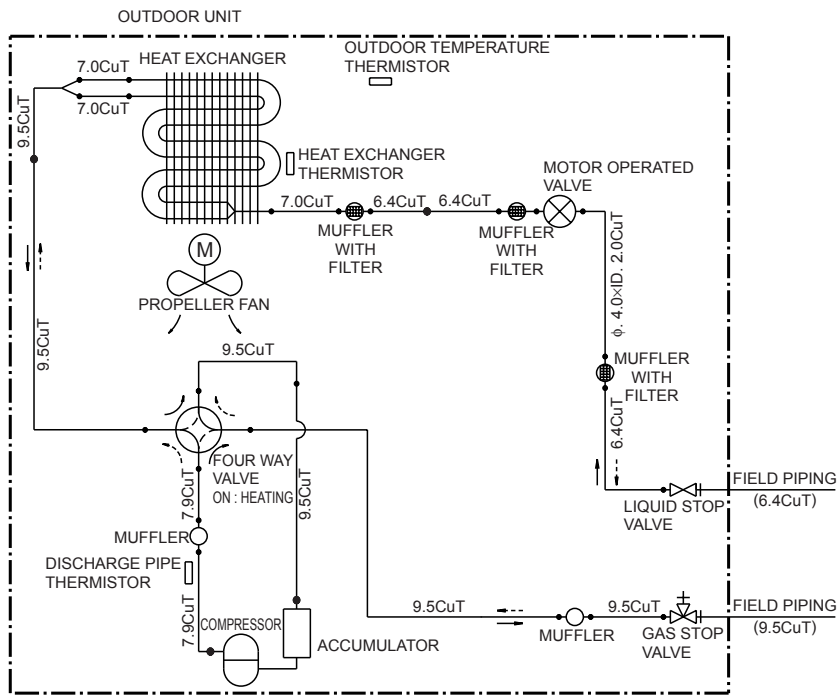 OUTDOOR UNIT
HEAT EXCHANGER
OUTDOOR TEMPERATURE
THERMISTOR
7.0CuT
7.0CuT
9.5CuT
HEAT EXCHANGER
THERMISTOR
MOTOR OPERATED
VALVE
7.0CuT
6.4CuT
6.4CuT
MUFFLER
WITH
FILTER
MUFFLER
WITH
FILTER
M
PROPELLER FAN
ϕ. 4.0×ID. 2.0CuT
9.5CuT
9.5CuT
MUFFLER
WITH
FILTER
6.4CuT
FOUR WAY
VALVE
ON : HEATING
7.9CuT
9.5CuT
MUFFLER
DISCHARGE PIPE
THERMISTOR
7.9CuT
COMPRESSOR
ACCUMULATOR
LIQUID STOP
VALVE
FIELD PIPING
(6.4CuT)
9.5CuT
MUFFLER
9.5CuT
GAS STOP
VALVE
FIELD PIPING
(9.5CuT)